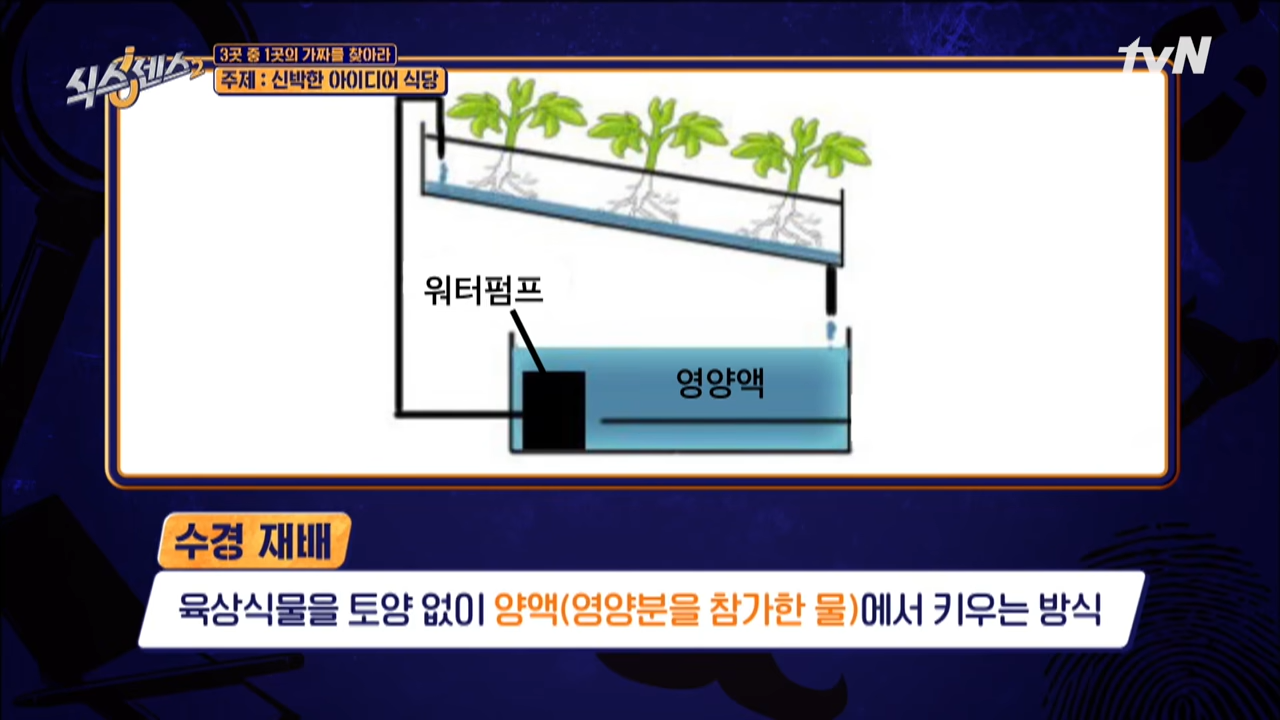 식스센스2
3곳 중 1곳의 가짜를 찾아라
주제 : 신박한 아이디어 식당
tvN
워터펌프
영양액
수경 재배
육상식물을 토양 없이 양액(영양분을 참가한 물)에서 키우는 방식